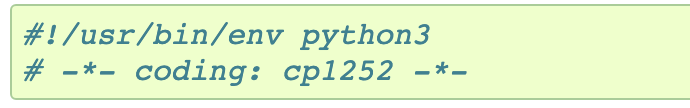 #!/usr/bin/env python3
# -*- coding: cp1252 -*-